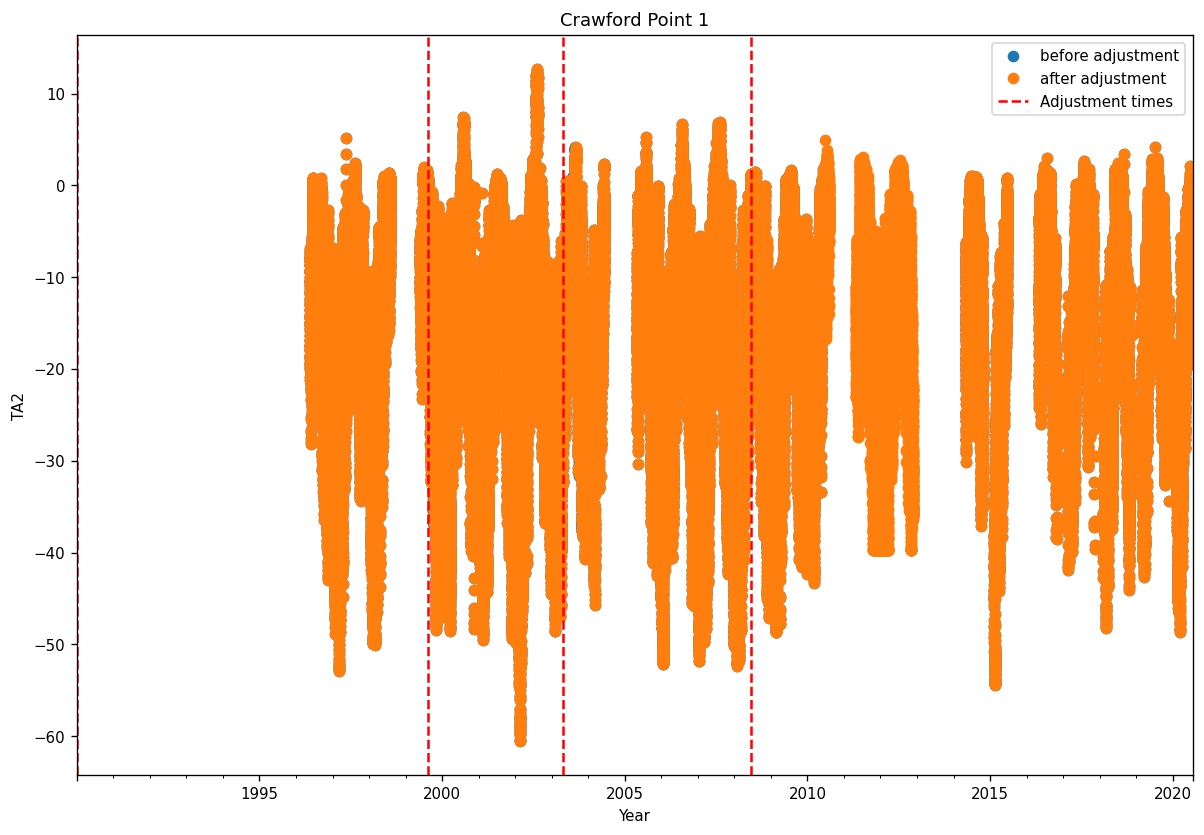 Crawford Point 1
before adjustment
after adjustment
Adjustment times
TA2
10
0
−10
−20
−30
−40
−50
−60
1995
2000
2005
2010
2015
2020
Year